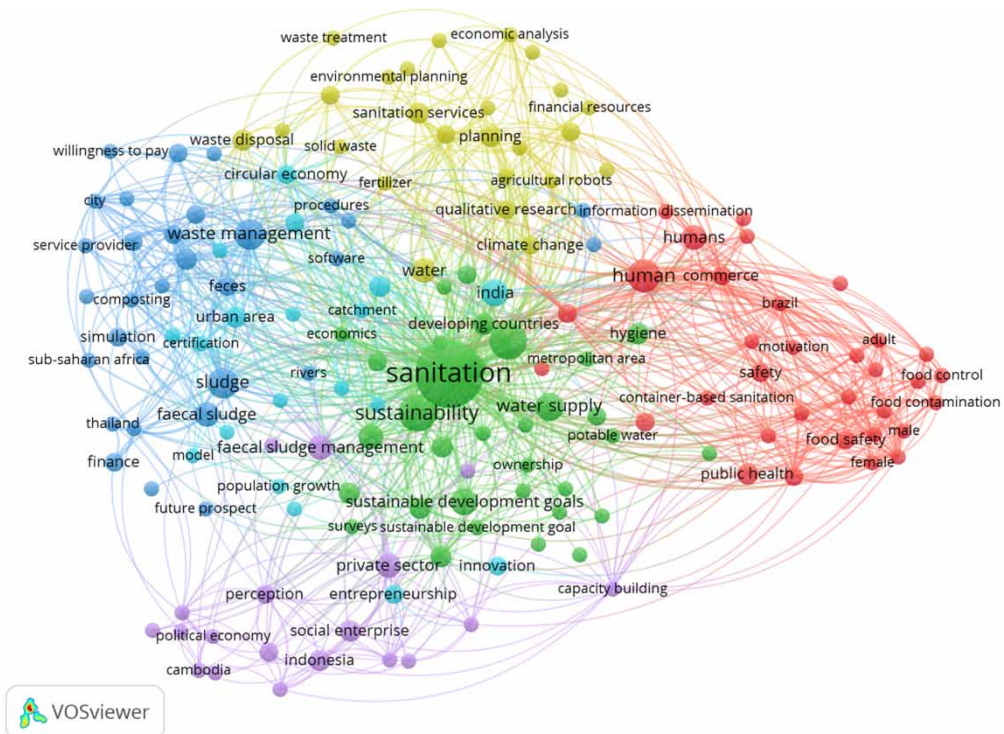 waste treatment
economic analysis
environmental planning
financial resources
sanitation services
waste disposal
planning
willingness to pay
solid waste
circular economy
fertilizer
agricultural robots
city
procedures
qualitative research
information dissemination
service provider
waste management
software
climate change
humans
water
human
commerce
composting
feces
india
brazil
urban area
catchment
developing countries
simulation
certification
economics
hygiene
motivation
adult
sub-saharan africa
rivers
sanitation
metropolitan area
safety
food control
sludge
container-based sanitation
food contamination
thailand
faecal sludge
sustainability
water supply
potable water
male
finance
model
faecal sludge management
food safety
ownership
female
public health
population growth
future prospect
sustainable development goals
surveys
sustainable development goal
private sector
innovation
perception
entrepreneurship
capacity building
political economy
social enterprise
cambodia
indonesia
VOSviewer